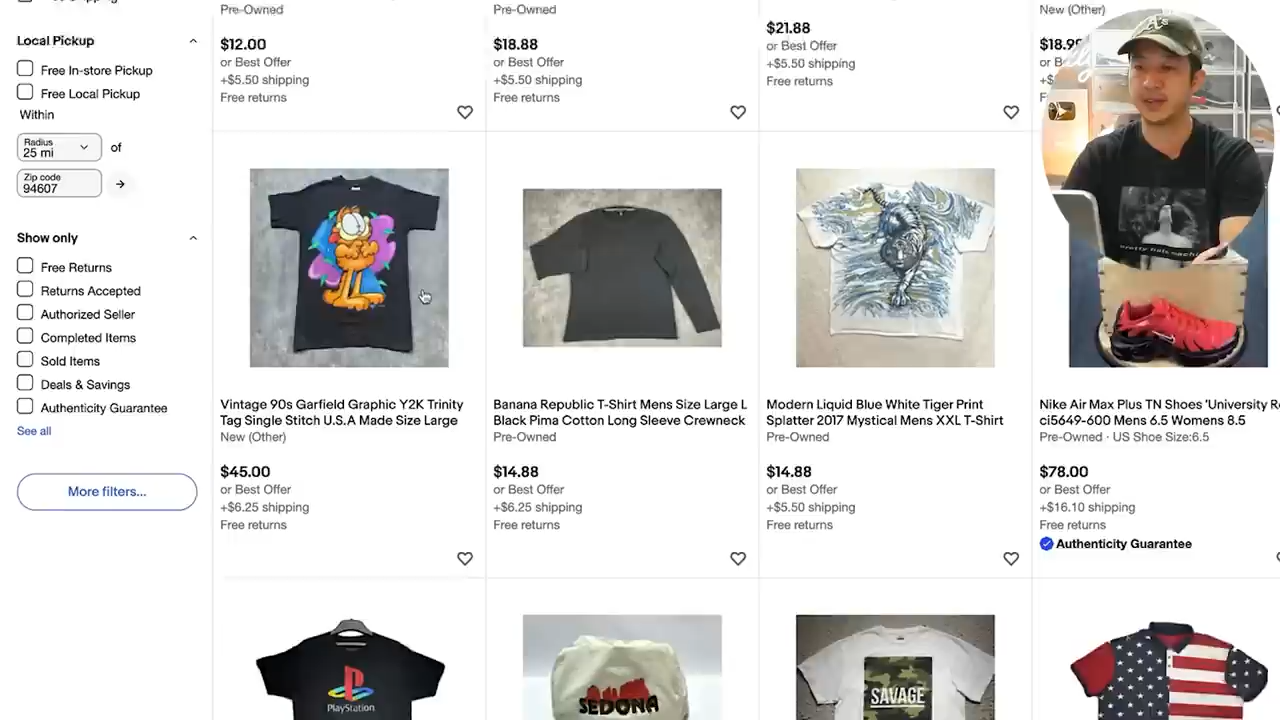 Local Pickup
Free In-store Pickup
Free Local Pickup
Within
Radius
25 mi
of
Zip code
94607
Show only
Free Returns
Returns Accepted
Authorized Seller
Completed Items
Sold Items
Deals & Savings
Authenticity Guarantee
See all
More filters...
Pre-Owned
$12.00
or Best Offer
+$5.50 shipping
Free returns
Pre-Owned
$18.88
or Best Offer
+$5.50 shipping
Free returns
$21.88
or Best Offer
+$5.50 shipping
Free returns
New (Other)
$18.99
Vintage 90s Garfield Graphic Y2K Trinity
Tag Single Stitch U.S.A Made Size Large
New (Other)
$45.00
or Best Offer
+$6.25 shipping
Free returns
Banana Republic T-Shirt Mens Size Large L
Black Pima Cotton Long Sleeve Crewneck
Pre-Owned
$14.88
or Best Offer
+$6.25 shipping
Free returns
Modern Liquid Blue White Tiger Print
Splatter 2017 Mystical Mens XXL T-Shirt
Pre-Owned
$14.88
or Best Offer
+$5.50 shipping
Free returns
Nike Air Max Plus TN Shoes 'University
ci5649-600 Mens 6.5 Womens 8.5
Pre-Owned · US Shoe Size:6.5
$78.00
or Best Offer
+$16.10 shipping
Free returns
Authenticity Guarantee
PlayStation
SEDONA
SAVAGE
A's